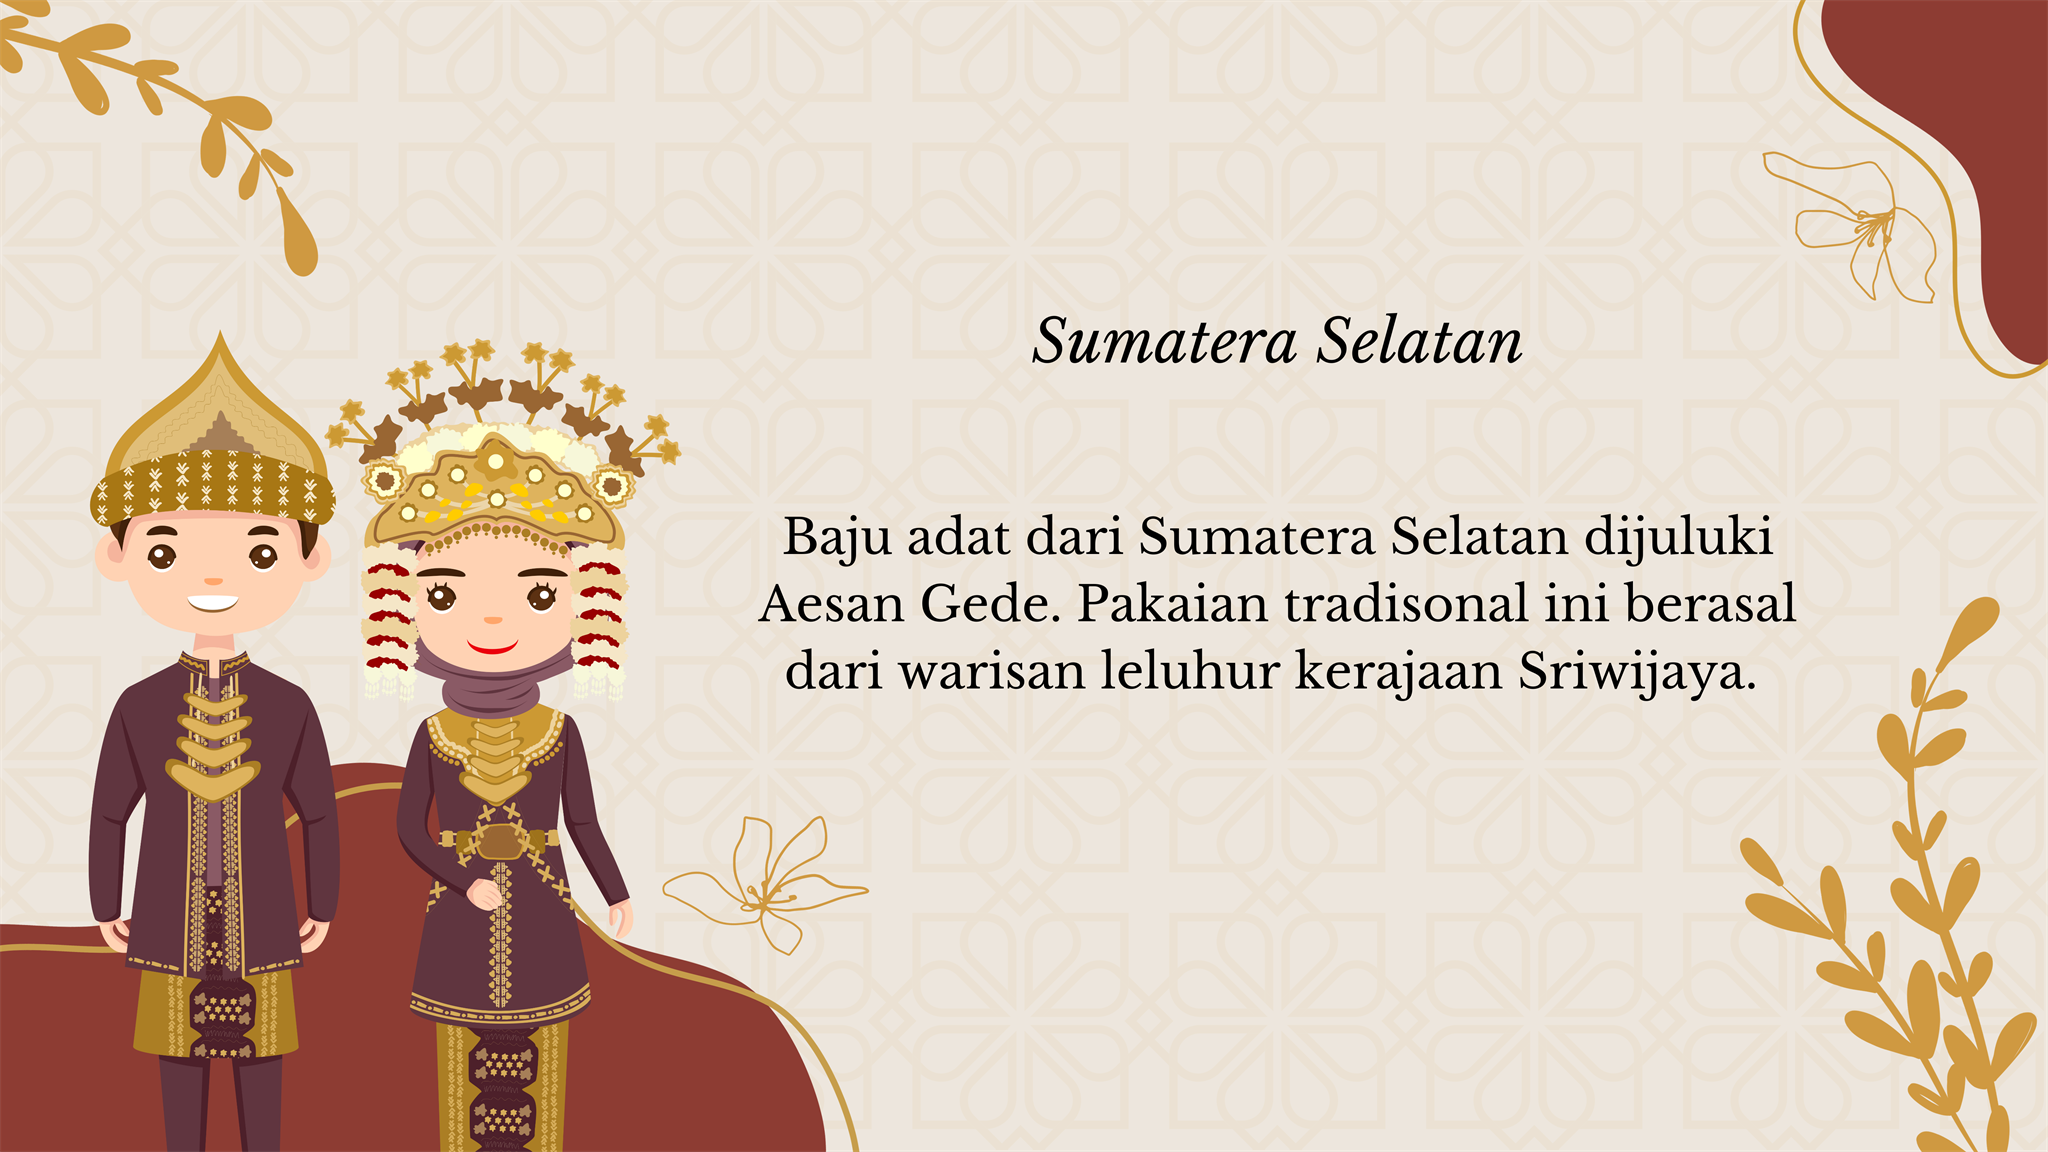 Sumatera Selatan
Baju adat dari Sumatera Selatan dijuluki
Aesan Gede. Pakaian tradisonal ini berasal
dari warisan leluhur kerajaan Sriwijaya.